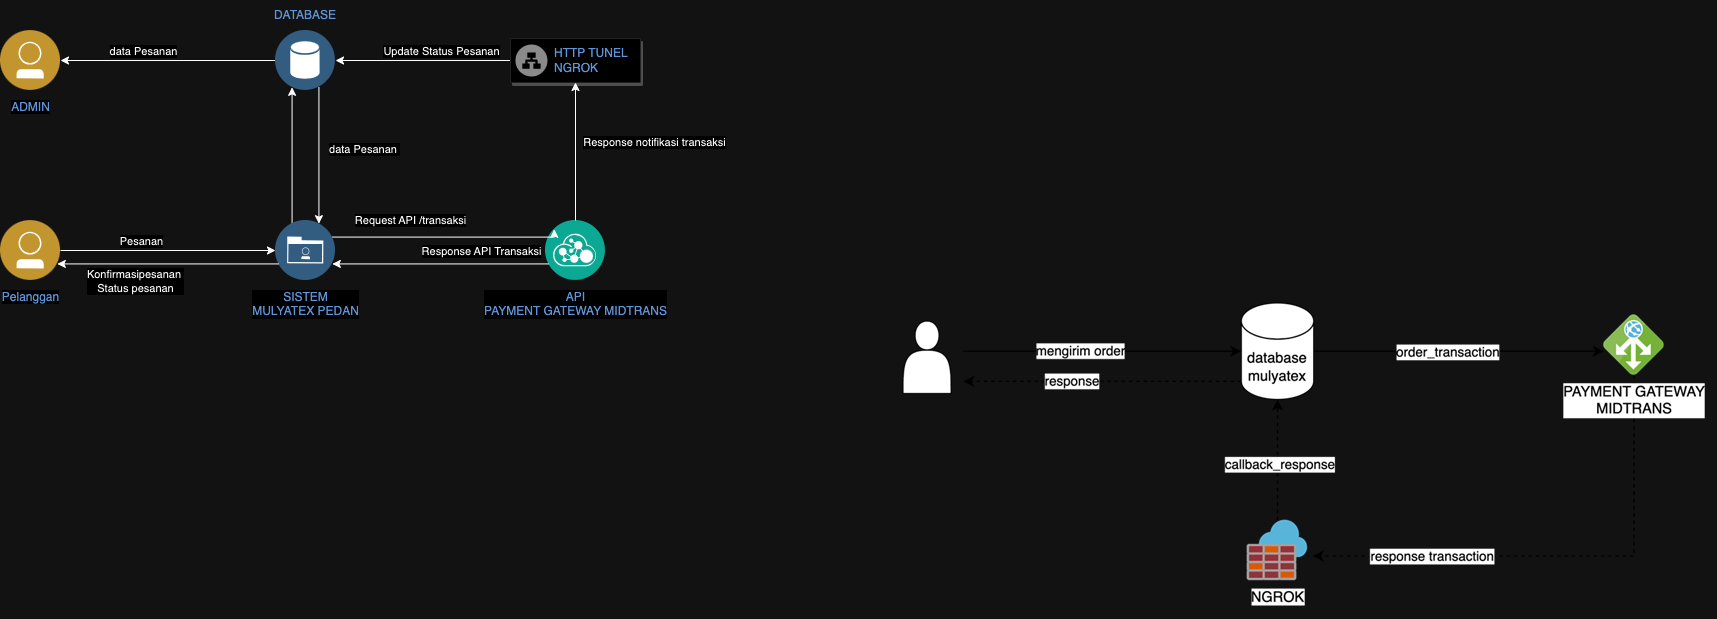 DATABASE
data Pesanan
Update Status Pesanan
HTTP TUNEL
NGROK
ADMIN
data Pesanan
Response notifikasi transaksi
Pesanan
Request API /transaksi
Response API Transaksi
Konfirmasipesanan
Status pesanan
Pelanggan
SISTEM
MULYATEX PEDAN
API
PAYMENT GATEWAY MIDTRANS
mengirim order
response
database
mulyatex
order_transaction
PAYMENT GATEWAY
MIDTRANS
callback_response
response transaction
NGROK